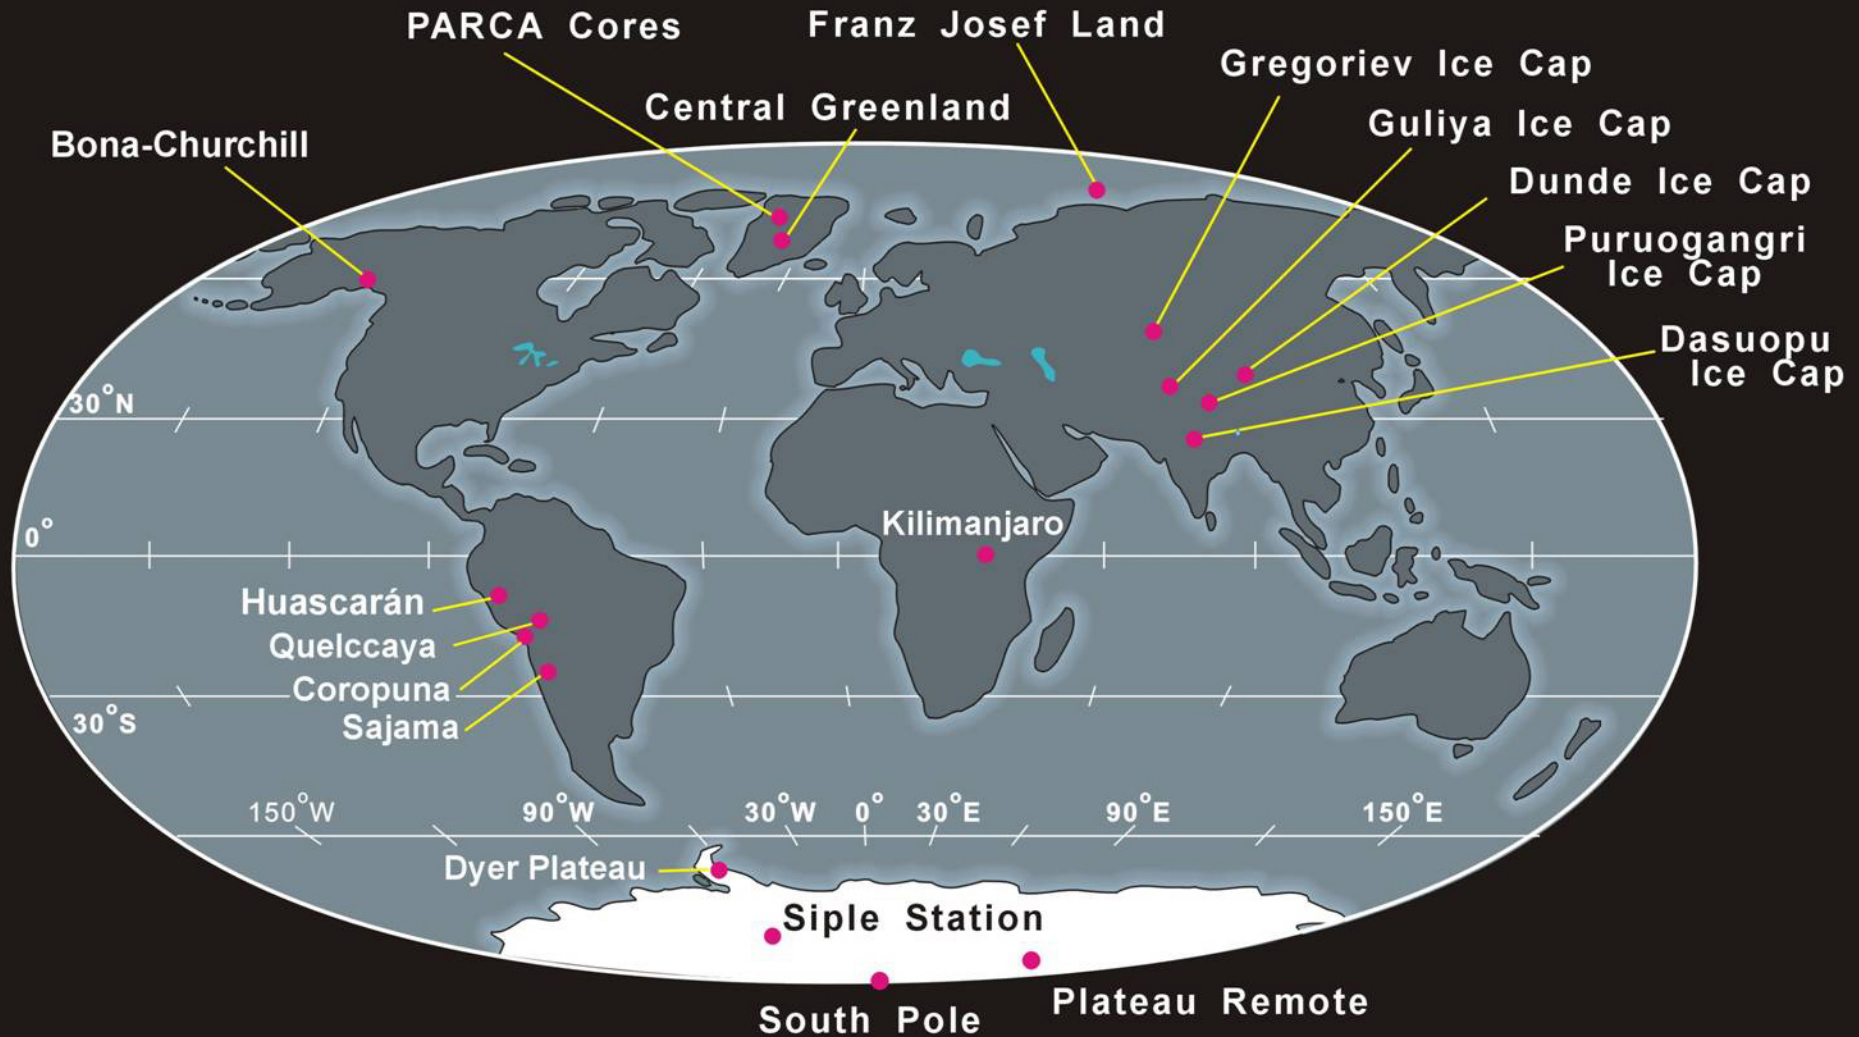 PARCA Cores
Franz Josef Land
Gregoriev Ice Cap
Central Greenland
Guliya Ice Cap
Bona-Churchill
Dunde Ice Cap
Puruogangri
Ice Cap
Dasuopu
Ice Cap
30°N
Kilimanjaro
0°
Huascarán
Quelccaya
Coropuna
30°S
Sajama
150°W
90°W
30°W
0°
30°E
90°E
150°E
Dyer Plateau
Siple Station
Plateau Remote
South Pole